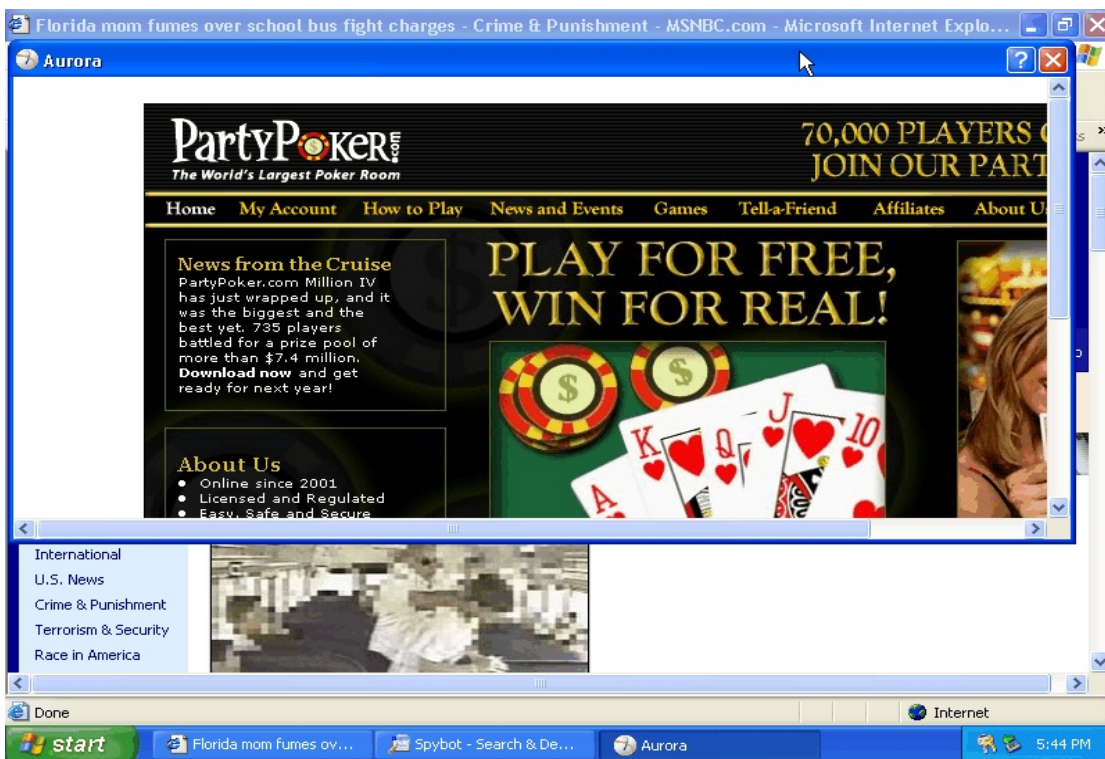 Florida mom fumes over school bus fight charges - Crime & Punishment - MSNBC.com - Microsoft Internet Explo...
Aurora
PartyPoker.com
The World's Largest Poker Room
70,000 PLAYERS
JOIN OUR PART
Home My Account How to Play News and Events Games Tell-a-Friend Affiliates About U
News from the Cruise
PartyPoker.com Million IV
has just wrapped up, and it
was the biggest and the
best yet. 735 players
battled for a prize pool of
more than $7.4 million.
Download now and get
ready for next year!
PLAY FOR FREE,
WIN FOR REAL!
$ $
A K Q J 10
About Us
• Online since 2001
• Licensed and Regulated
• Easy, Safe and Secure
International
U.S. News
Crime & Punishment
Terrorism & Security
Race in America
Done
Internet
start
Florida mom fumes ov...
Spybot - Search & De...
Aurora
5:44 PM